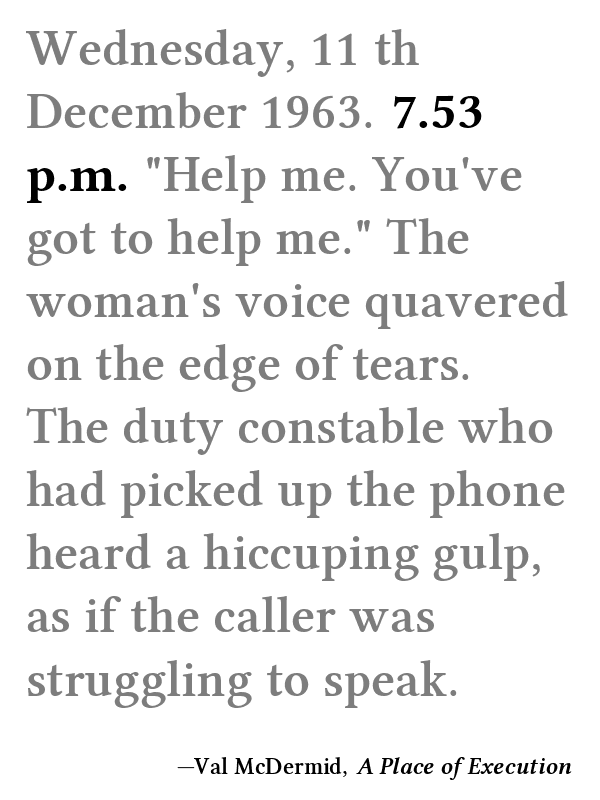 Wednesday, 11 th
December 1963. 7.53
p.m. "Help me. You've
got to help me." The
woman's voice quavered
on the edge of tears.
The duty constable who
had picked up the phone
heard a hiccuping gulp,
as if the caller was
struggling to speak.
—Val McDermid, A Place of Execution